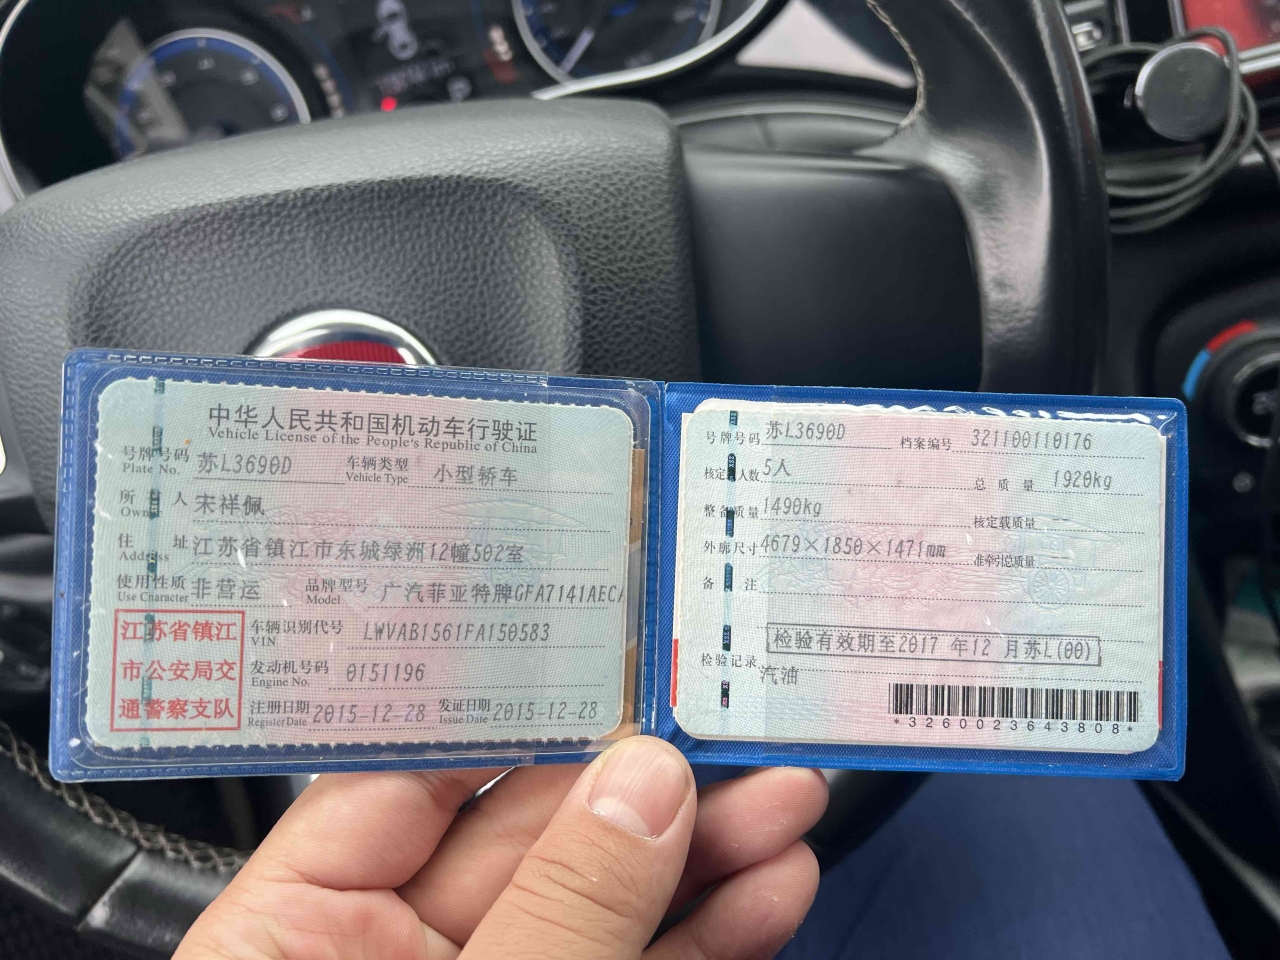 中华人民共和国机动车行驶证
Vehicle License of the People's Republic of China
号牌号码 苏L3690D 车辆类型 小型轿车
Plate No. Vehicle Type
所 有 人 宋祥佩
Owner
住 址 江苏省镇江市东城绿洲12幢502室
Address
使用性质 非营运 品牌型号 广汽菲亚特牌GFA7141AECA
Use Character Model
江苏省镇江
市公安局交
通警察支队
车辆识别代号 LWVAB1561FA150583
VIN
发动机号码 0151196
Engine No.
注册日期 2015-12-28 发证日期 2015-12-28
Register Date Issue Date
号牌号码 苏L3690D 档案编号 321100110176
核定人数 5人 总 质 量 1920kg
整备质量 1490kg 核定载质量 --
外廓尺寸 4679×1850×1471mm 准牵引总质量
备 注
检验有效期至2017 年12 月苏L(00)
检验记录
汽油
*3260023643808*